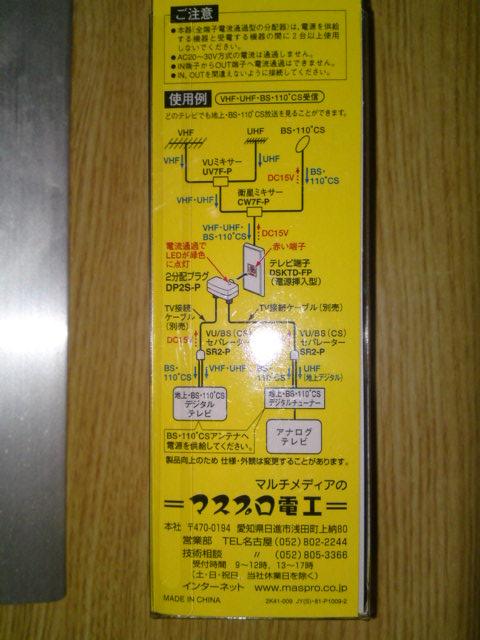 ご注意
●本器(全端子電流通過型の分配器)は､電源を供給
する機器と受電する機器の間に２台以上使用
しないでください。
●AC20〜30V方式の電流は通過しません。
●IN端子からOUT端子へ電流通過はできません。
●IN､OUTを間違えないように接続してください。
使用例
VHF･UHF･BS･110°CS受信
どのテレビでも地上･BS･110°CS放送を見ることができます。
VHF
UHF
BS･110°CS
VHF
UHF
VUミキサー
UV7F-P
DC15V
BS･
110°CS
VHF･UHF
衛星ミキサー
CW7F-P
VHF･UHF･
BS･110°CS
DC15V
電流通過で
LEDが緑色
に点灯
赤い端子
2分配プラグ
DP2S-P
テレビ端子
DSKTD-FP
(電源挿入型)
TV接続
ケーブル
(別売)
TV接続ケーブル(別売)
DC15V
VU/BS(CS)
セパレーター
SR2-P
VU/BS(CS)
セパレーター
SR2-P
BS･
110°CS
VHF･UHF
BS･
110°CS
UHF
(地上デジタル)
地上･BS･110°CS
デジタル
テレビ
地上･BS･110°CS
デジタルチューナー
BS･110°CSアンテナへ
電源を供給してください。
アナログ
テレビ
製品向上のため 仕様･外観は変更することがあります。
マルチメディアの
マスプロ電工
本社 〒470-0194 愛知県日進市浅田町上納80
営業部 TEL名古屋(052)802-2244
技術相談 〃 (052)805-3366
受付時間 9〜12時､13〜17時
(土･日･祝日､当社休業日を除く)
インターネット www.maspro.co.jp
MADE IN CHINA
2K41-009 JY(S)-81-P1009-2